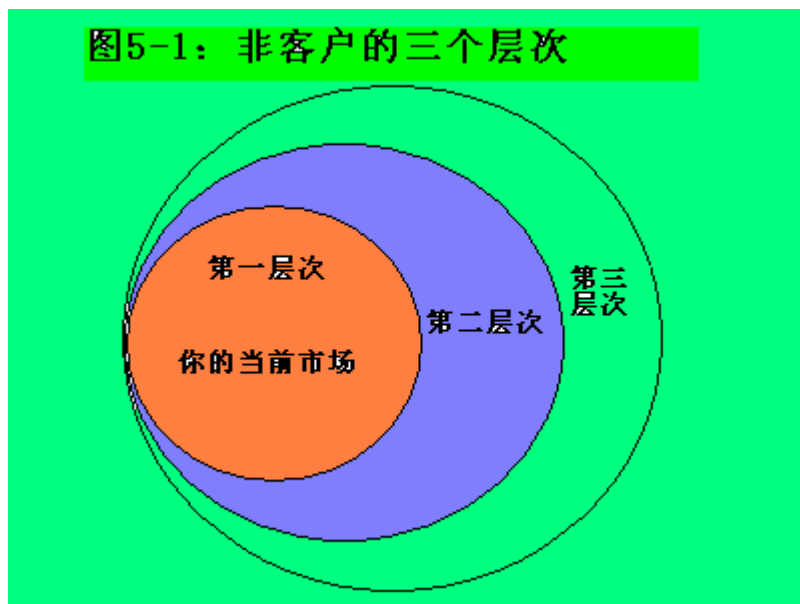 图5-1：非客户的三个层次
第一层次
你的当前市场
第二层次
第三
层次